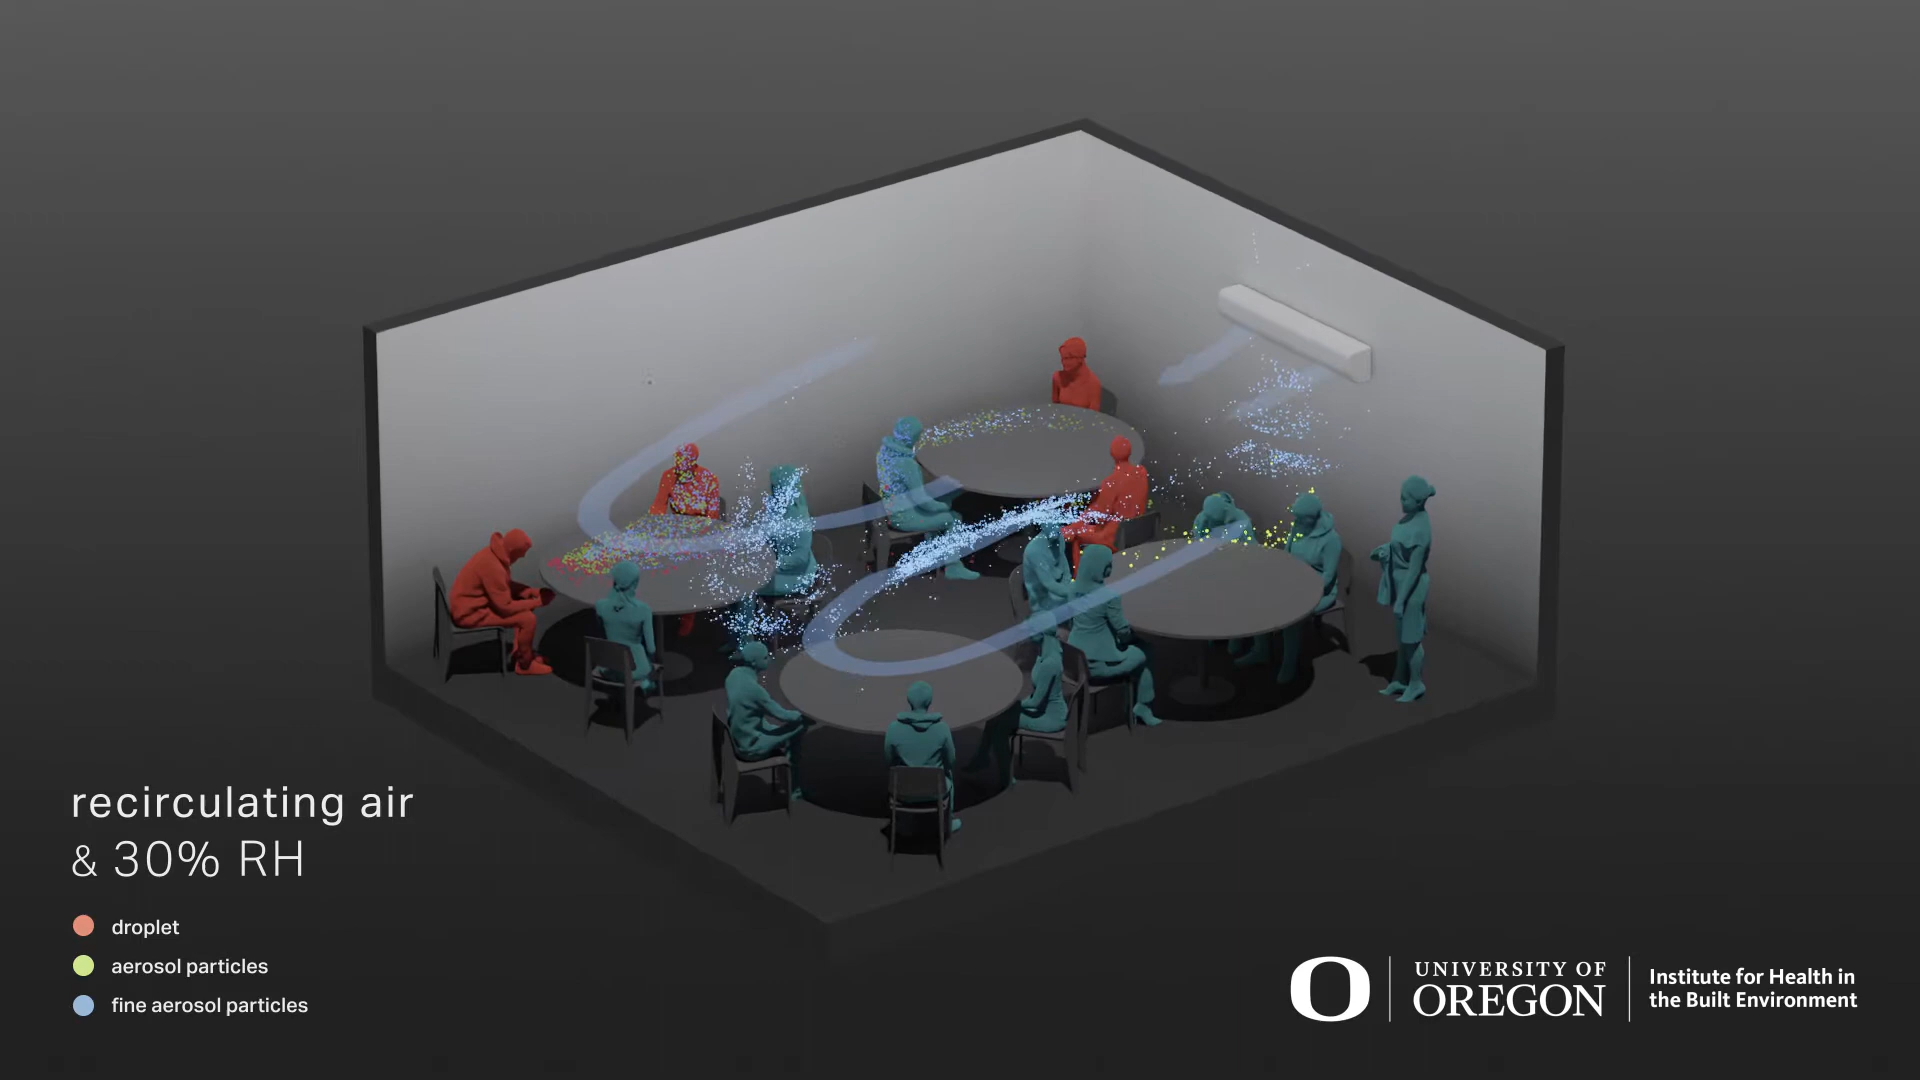 recirculating air
& 30% RH
droplet
aerosol particles
fine aerosol particles
O
UNIVERSITY OF
OREGON
Institute for Health in
the Built Environment